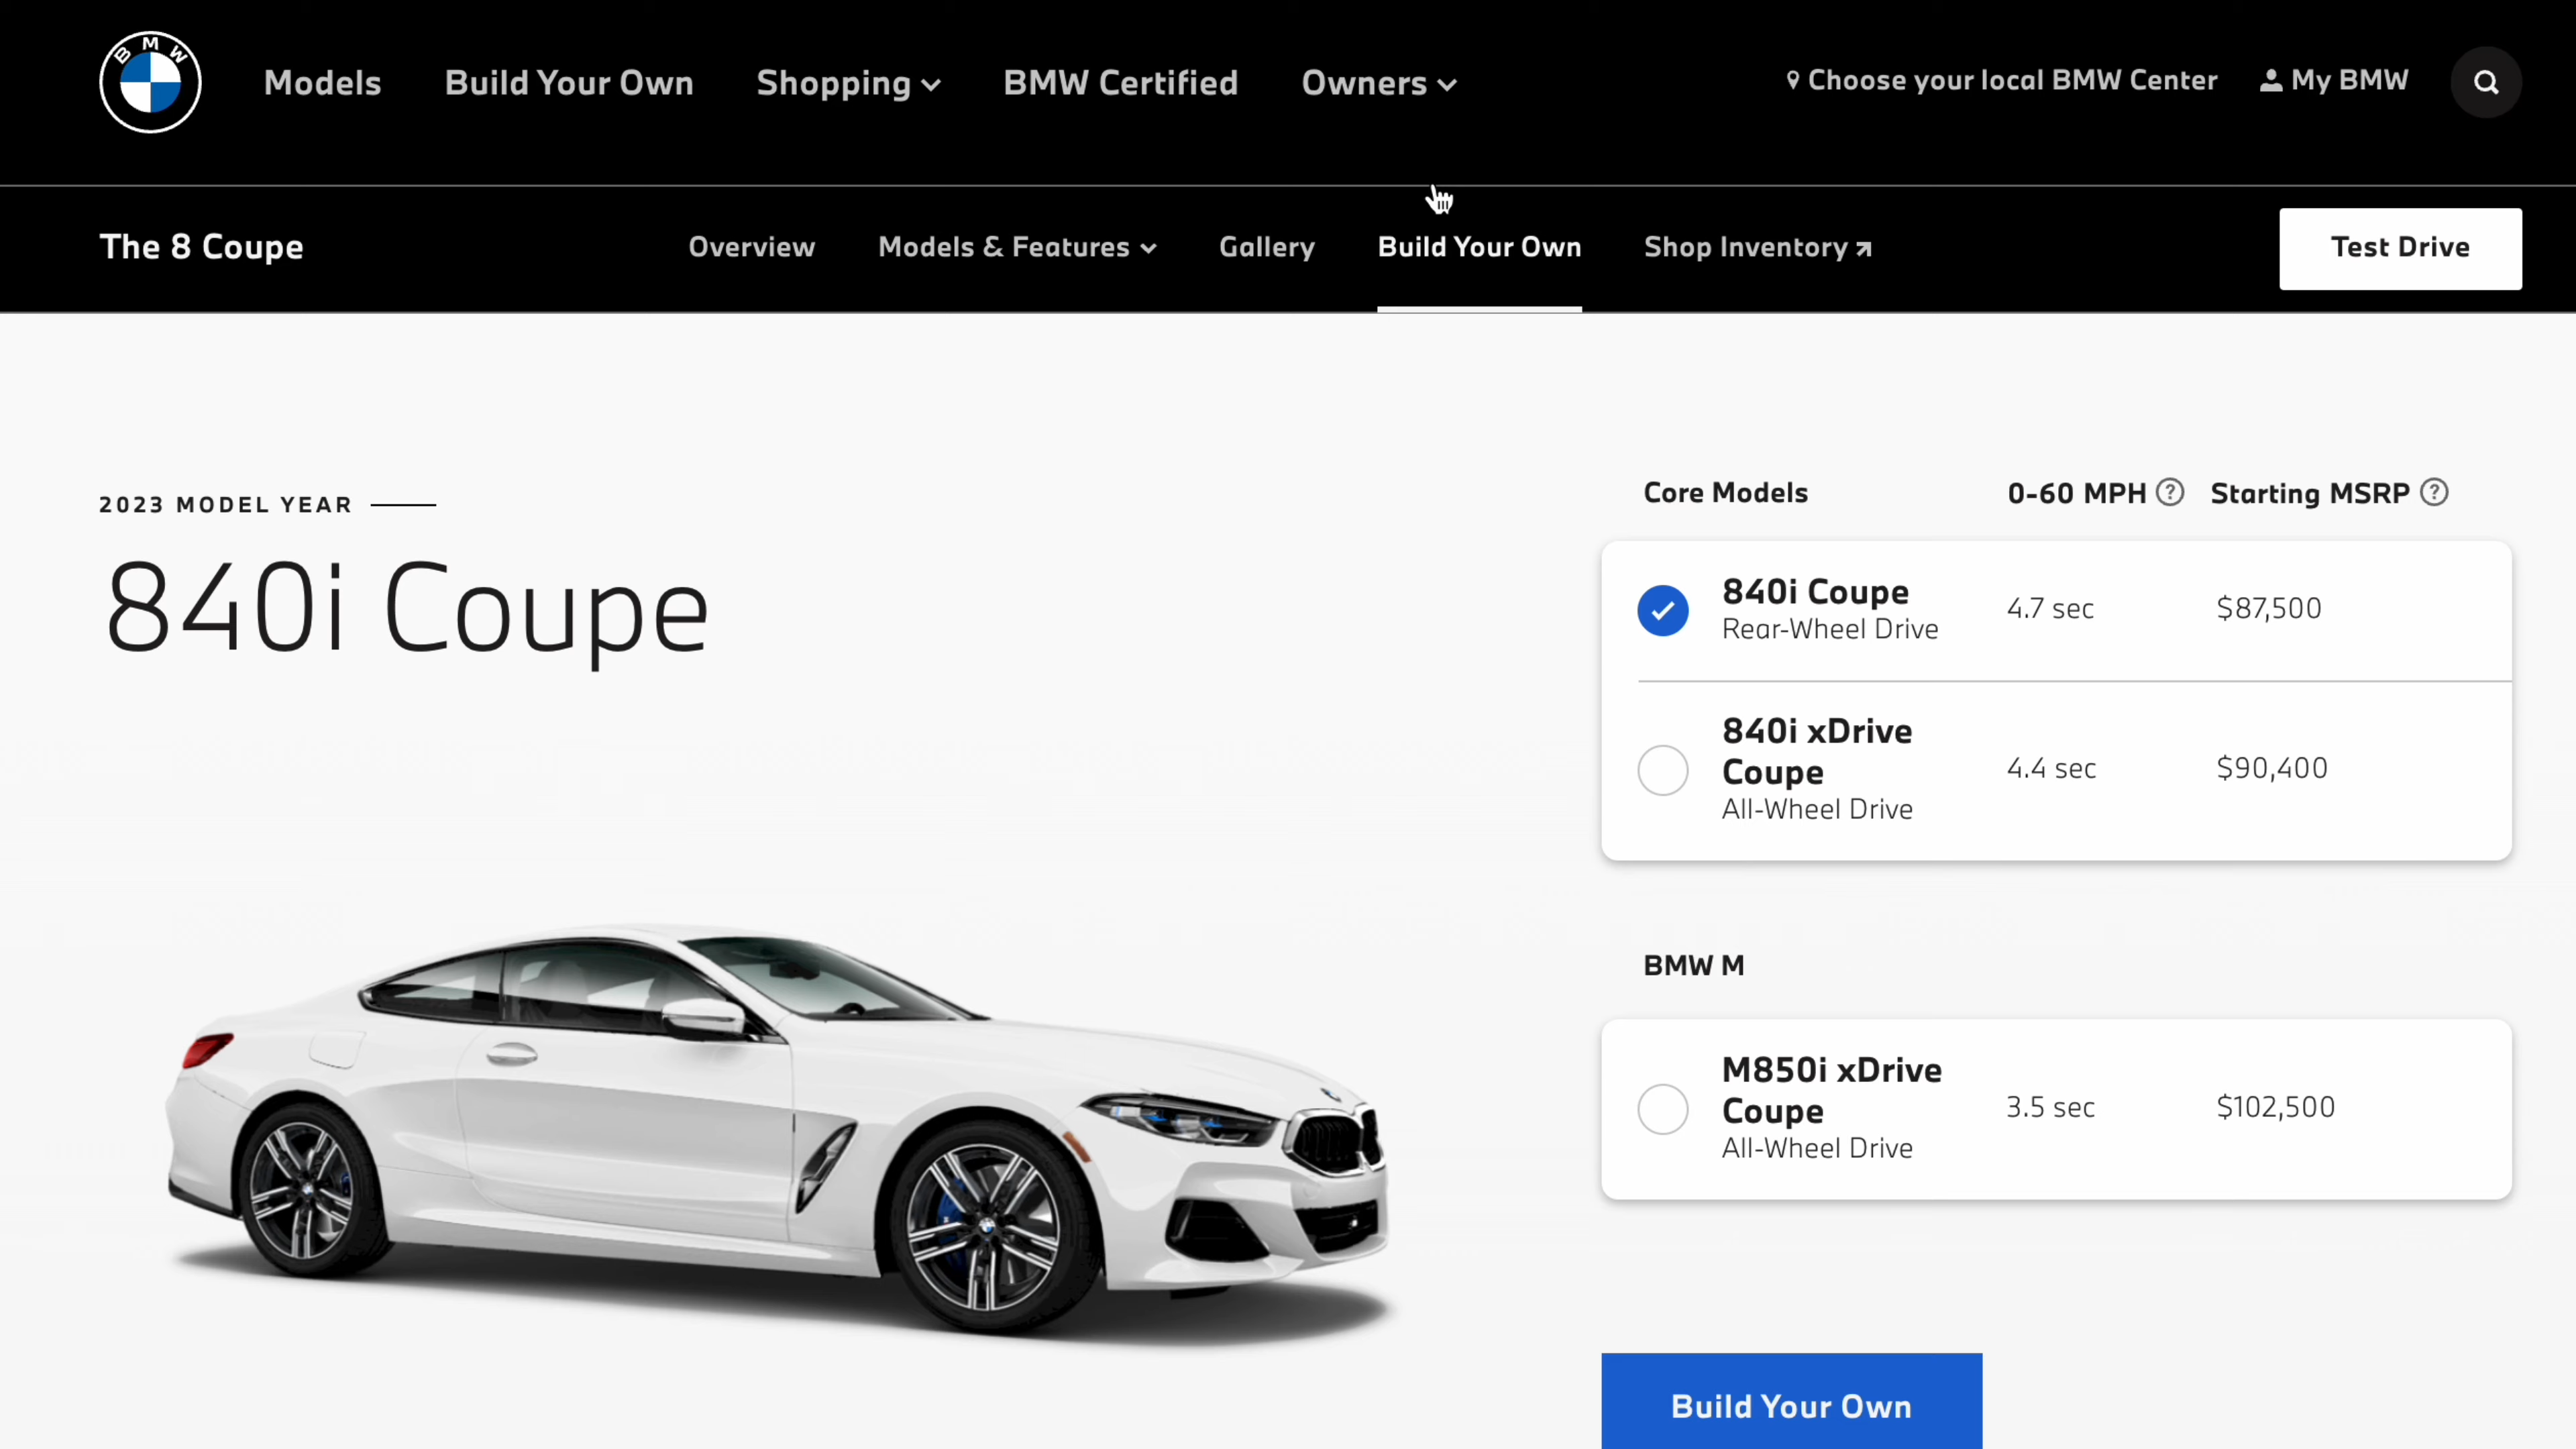 BMW
Models
Build Your Own
Shopping
BMW Certified
Owners
Choose your local BMW Center
My BMW
The 8 Coupe
Overview
Models & Features
Gallery
Build Your Own
Shop Inventory
Test Drive
2023 MODEL YEAR
840i Coupe
Core Models
0-60 MPH ?
Starting MSRP ?
840i Coupe
Rear-Wheel Drive
4.7 sec
$87,500
840i xDrive
Coupe
All-Wheel Drive
4.4 sec
$90,400
BMW M
M850i xDrive
Coupe
All-Wheel Drive
3.5 sec
$102,500
Build Your Own